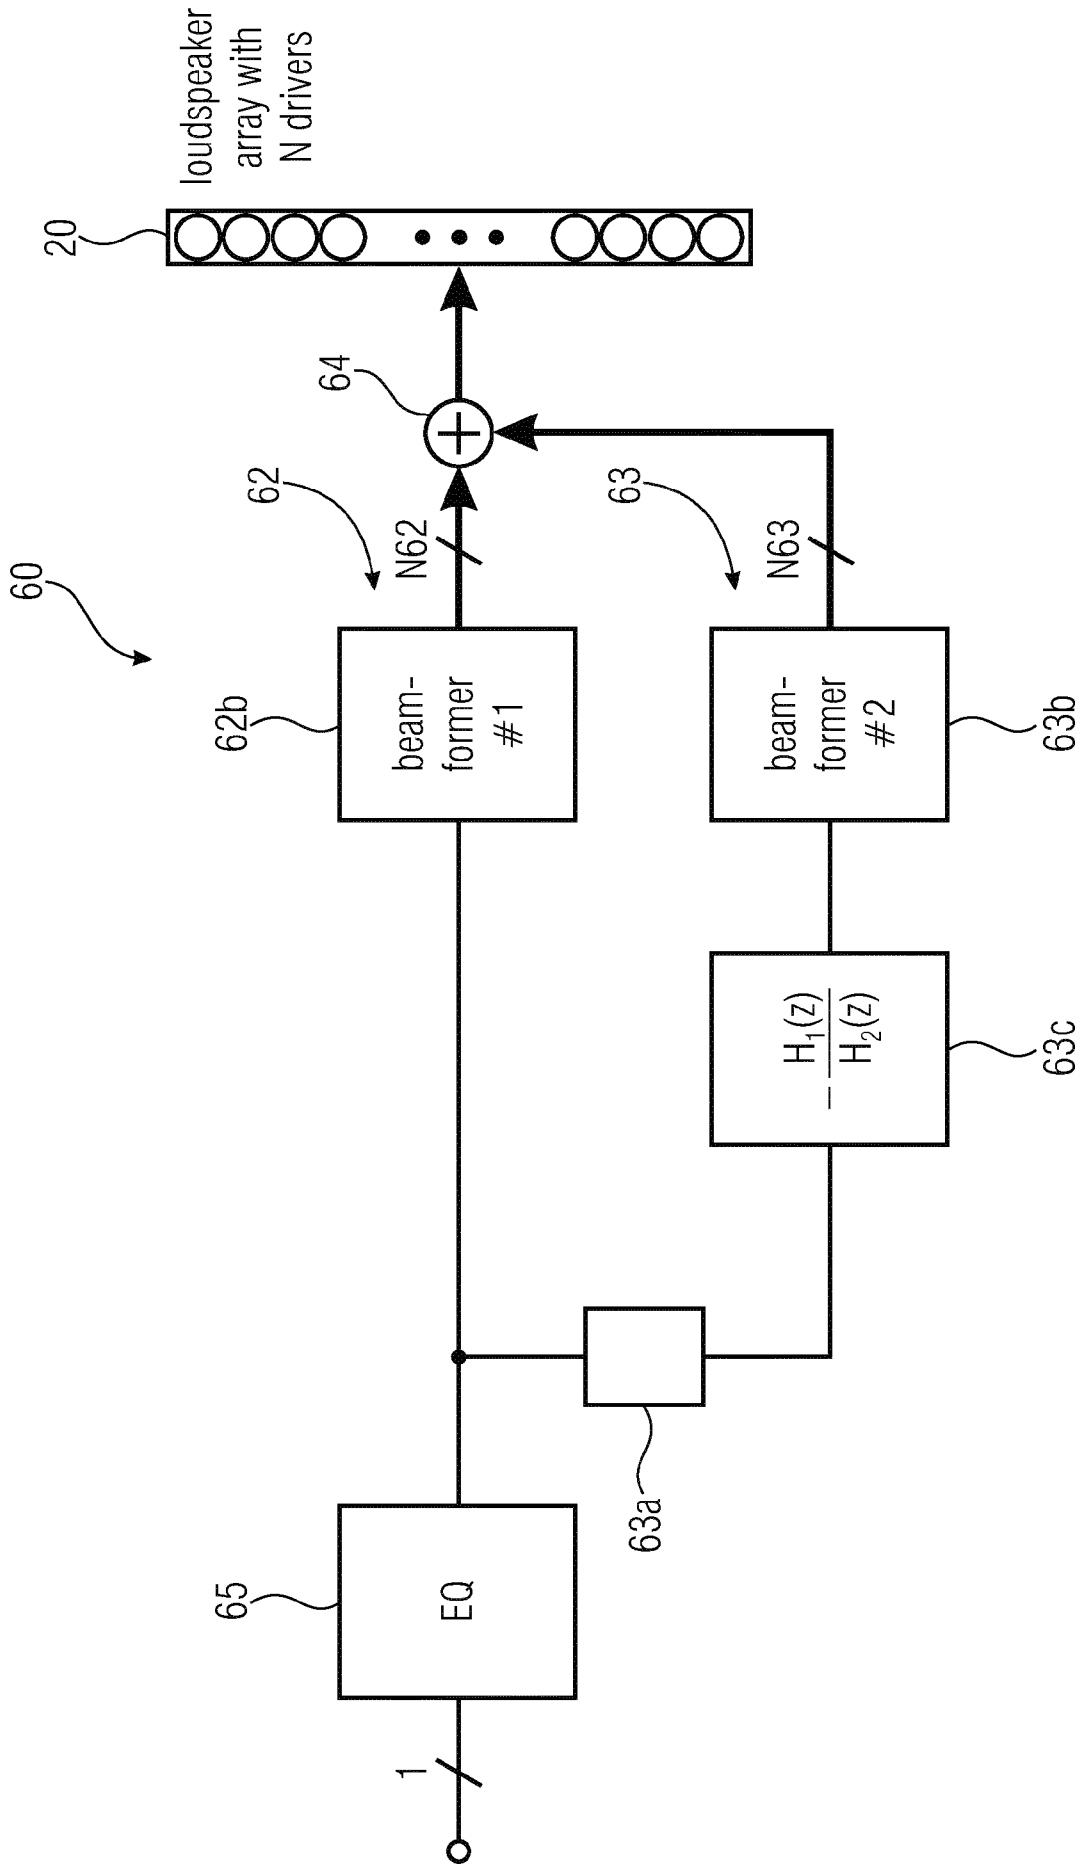 60
20
loudspeaker
array with
N drivers
64
62
N62
62b
beam-
former
#1
65
EQ
1
63
N63
63b
beam-
former
#2
63c
− H₁(z)
H₂(z)
63a